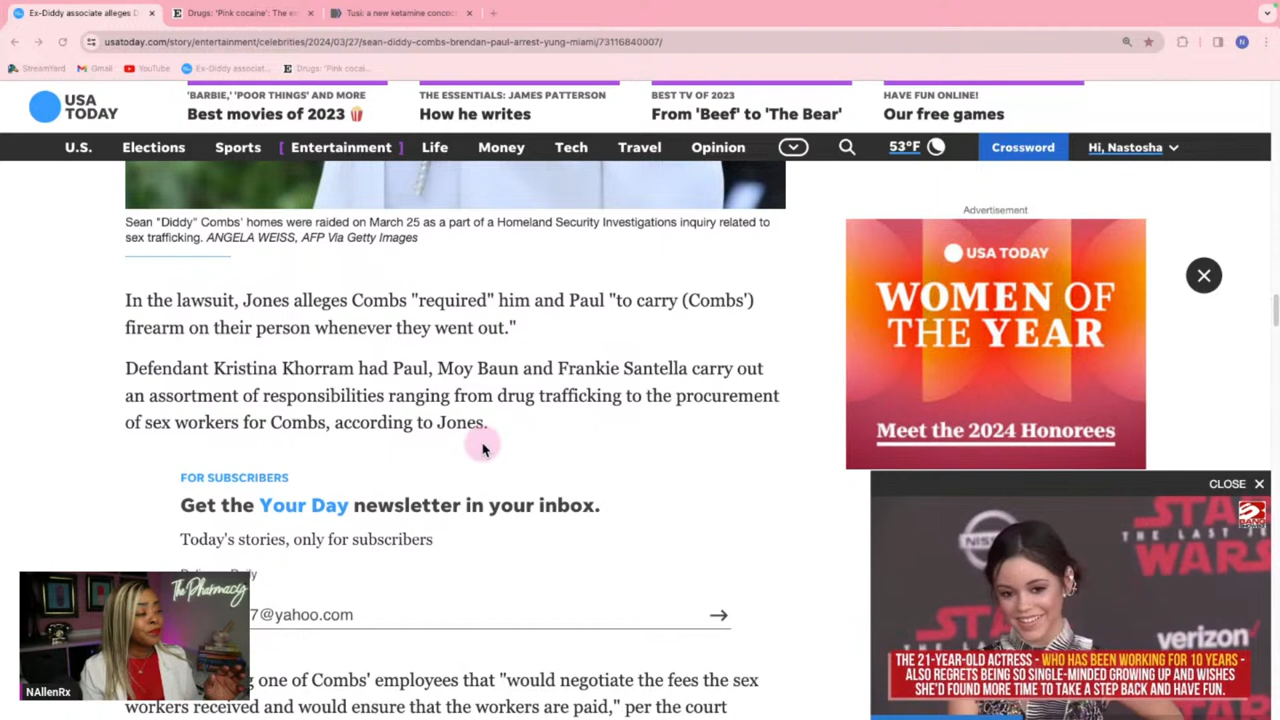 Ex-Diddy associate alleges D
Drugs: 'Pink cocaine': The ex
Tusi: a new ketamine concoc
usatoday.com/story/entertainment/celebrities/2024/03/27/sean-diddy-combs-brendan-paul-arrest-yung-miami/73116840007/
StreamYard
Gmail
YouTube
Ex-Diddy associat...
Drugs: 'Pink cocai...
USA
TODAY
'BARBIE,' 'POOR THINGS' AND MORE
Best movies of 2023
THE ESSENTIALS: JAMES PATTERSON
How he writes
BEST TV OF 2023
From 'Beef' to 'The Bear'
HAVE FUN ONLINE!
Our free games
U.S. Elections Sports [ Entertainment ] Life Money Tech Travel Opinion 53°F Crossword Hi, Nastosha
Sean "Diddy" Combs' homes were raided on March 25 as a part of a Homeland Security Investigations inquiry related to
sex trafficking. ANGELA WEISS, AFP Via Getty Images
In the lawsuit, Jones alleges Combs "required" him and Paul "to carry (Combs')
firearm on their person whenever they went out."
Defendant Kristina Khorram had Paul, Moy Baun and Frankie Santella carry out
an assortment of responsibilities ranging from drug trafficking to the procurement
of sex workers for Combs, according to Jones.
FOR SUBSCRIBERS
Get the Your Day newsletter in your inbox.
Today's stories, only for subscribers
7@yahoo.com
one of Combs' employees that "would negotiate the fees the sex
workers received and would ensure that the workers are paid," per the court
Advertisement
USA TODAY
WOMEN OF
THE YEAR
Meet the 2024 Honorees
CLOSE
BANG
NISSAN
STAR
THE LAST JE
WARS
verizon
THE 21-YEAR-OLD ACTRESS - WHO HAS BEEN WORKING FOR 10 YEARS -
ALSO REGRETS BEING SO SINGLE-MINDED GROWING UP AND WISHES
SHE'D FOUND MORE TIME TO TAKE A STEP BACK AND HAVE FUN.
The Pharmacy
NAllenRx